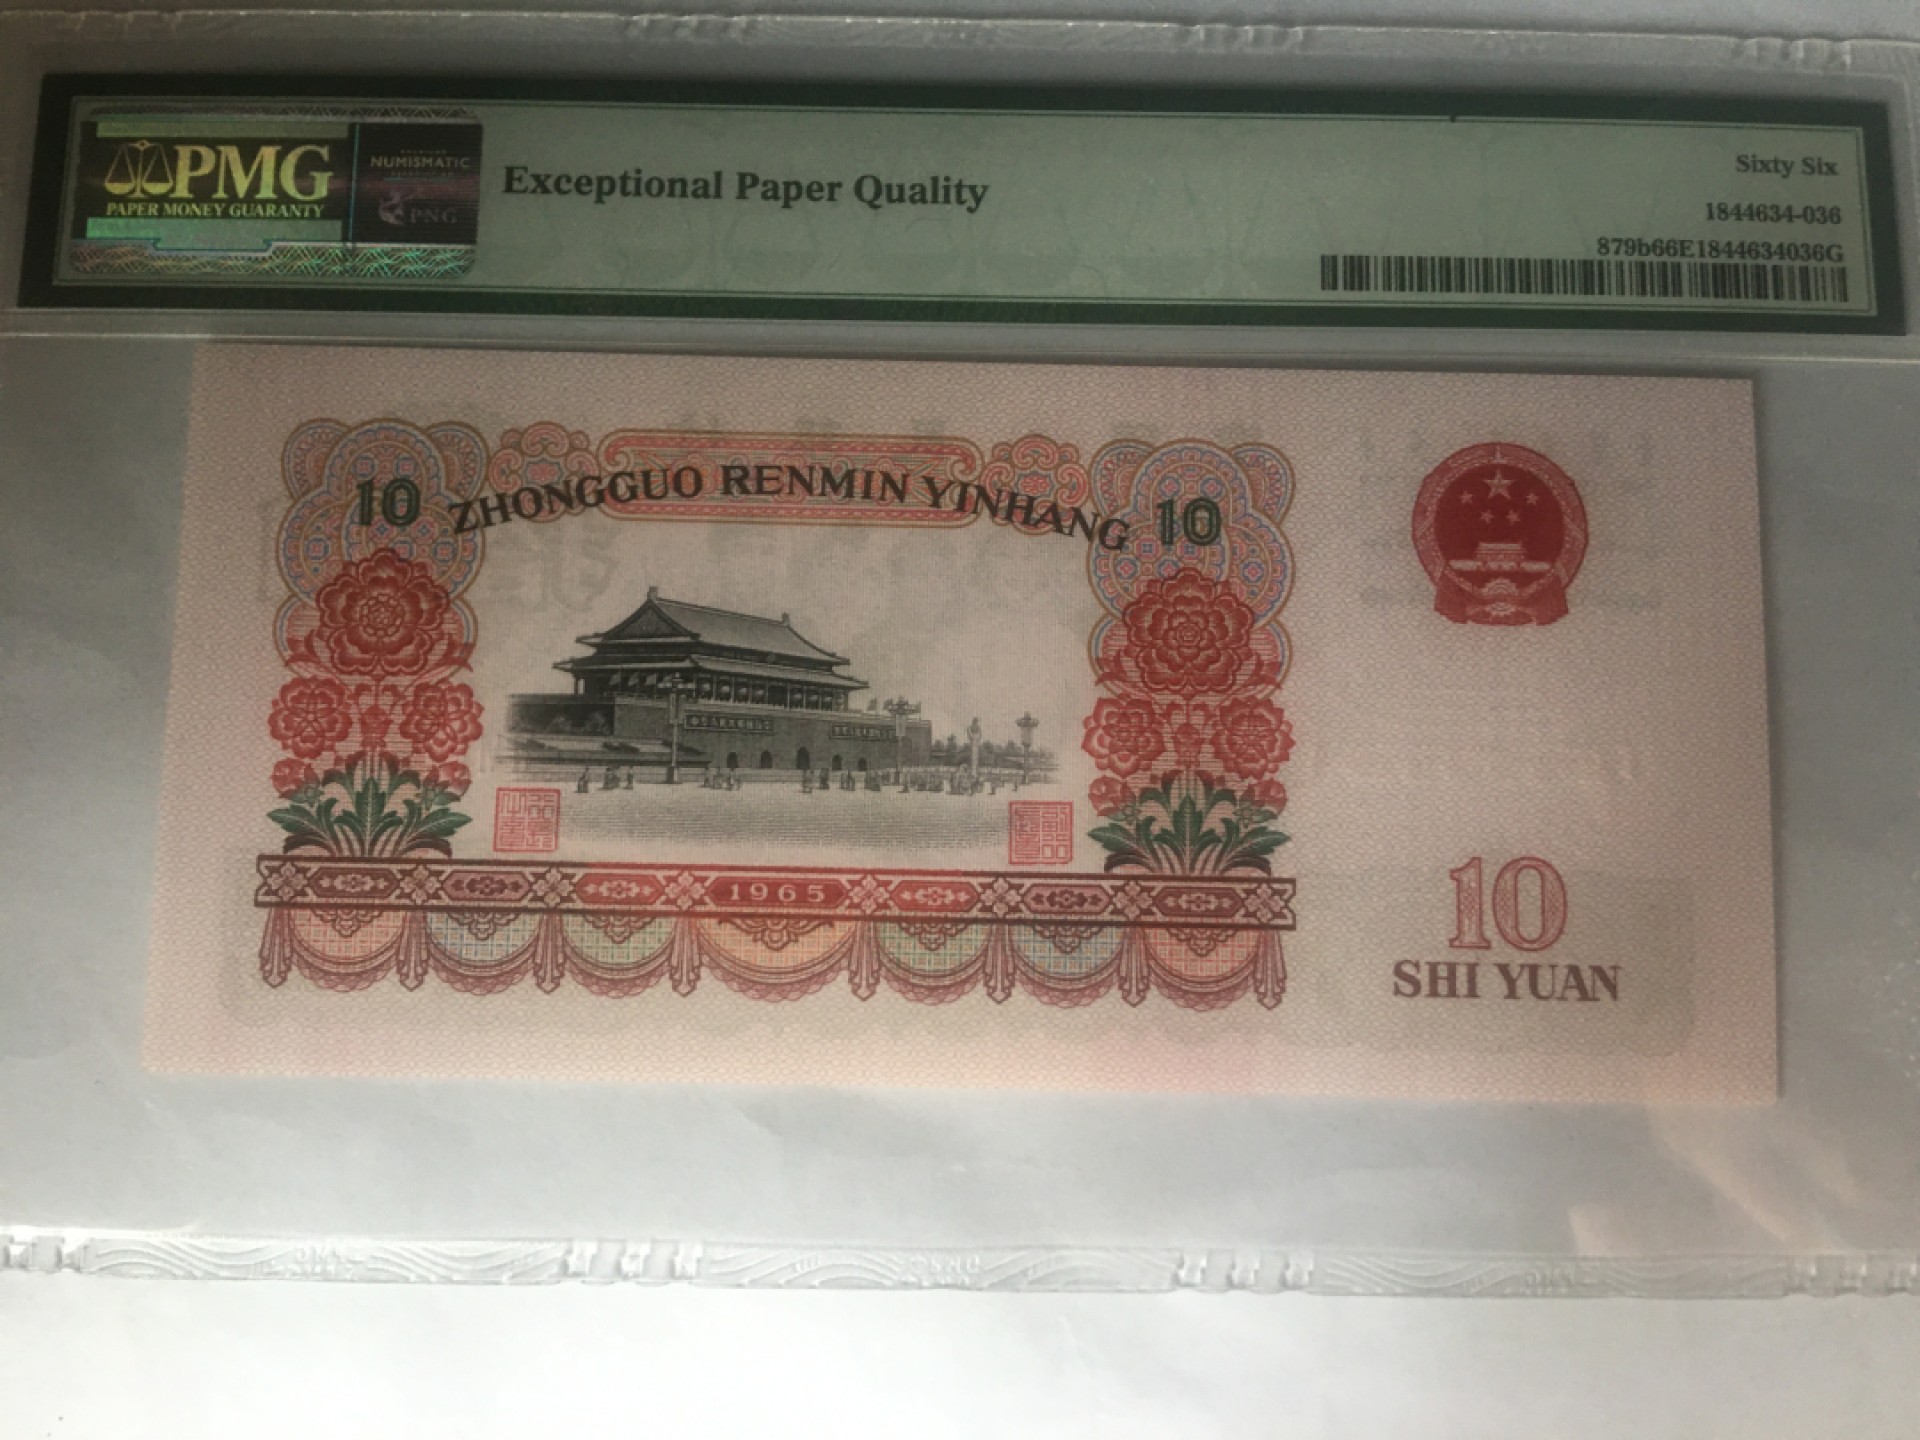 PMG
PAPER MONEY GUARANTY
NUMISMATIC
PNG
Exceptional Paper Quality
Sixty Six
1844634-036
879b66E1844634036G
10 ZHONGGUO RENMIN YINHANG 10
1965
10
SHI YUAN